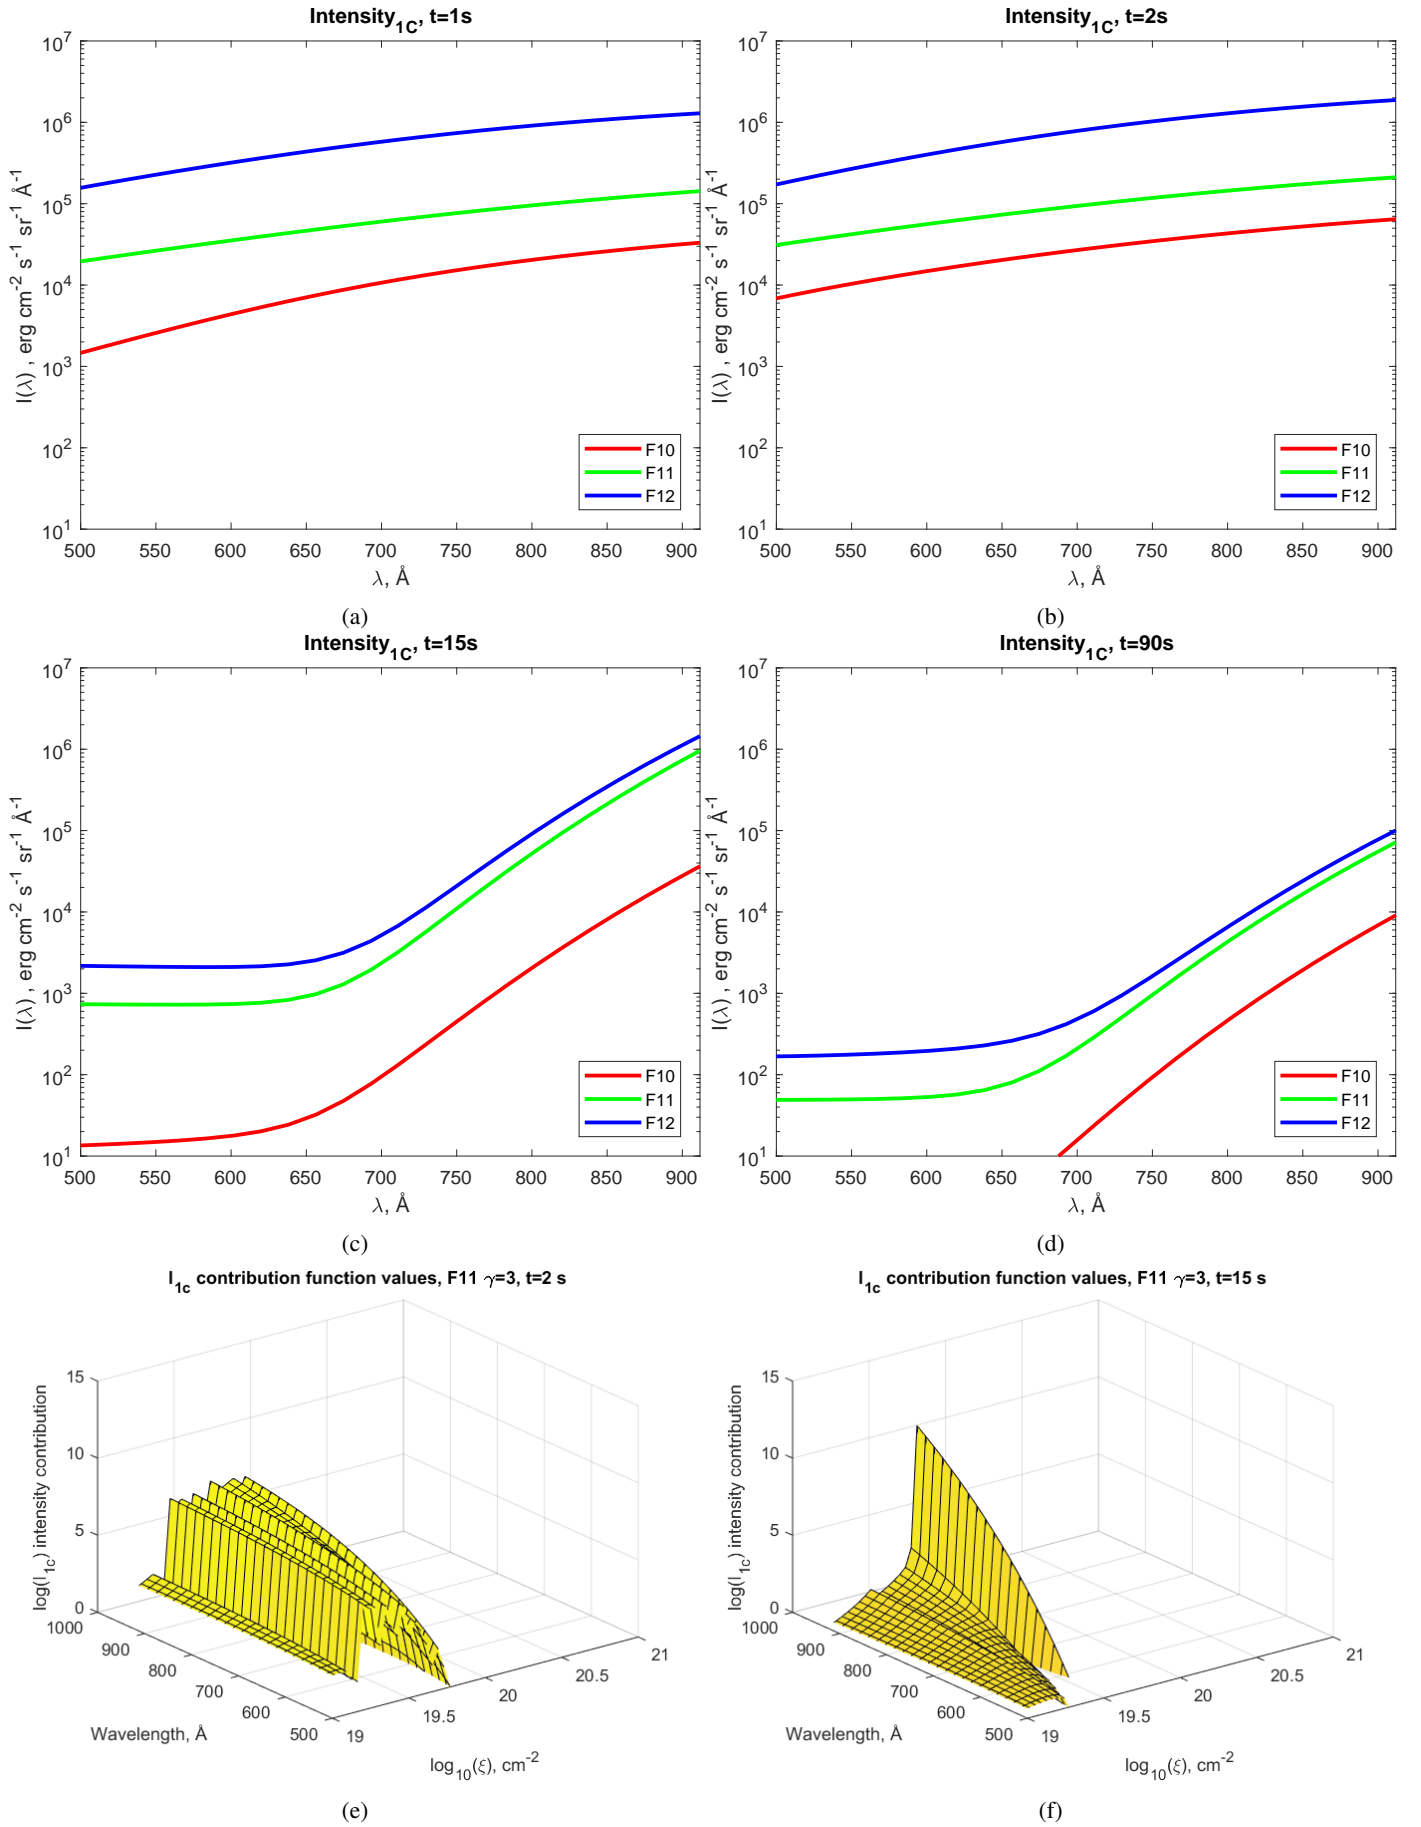 Intensity1C, t=1s
10^7
10^6
10^5
10^4
10^3
10^2
10^1
I(λ) , erg cm-2 s-1 sr-1 Å-1
F10
F11
F12
500 550 600 650 700 750 800 850 900
λ, Å
(a)
Intensity1C, t=2s
10^7
10^6
10^5
10^4
10^3
10^2
10^1
I(λ) , erg cm-2 s-1 sr-1 Å-1
F10
F11
F12
500 550 600 650 700 750 800 850 900
λ, Å
(b)
Intensity1C, t=15s
10^7
10^6
10^5
10^4
10^3
10^2
10^1
I(λ) , erg cm-2 s-1 sr-1 Å-1
F10
F11
F12
500 550 600 650 700 750 800 850 900
λ, Å
(c)
Intensity1C, t=90s
10^7
10^6
10^5
10^4
10^3
10^2
10^1
I(λ) , erg cm-2 s-1 sr-1 Å-1
F10
F11
F12
500 550 600 650 700 750 800 850 900
λ, Å
(d)
I1c contribution function values, F11 γ=3, t=2 s
15
10
5
0
log(I1c) intensity contribution
1000
900
800
700
600
500
Wavelength, Å
19
19.5
20
20.5
21
log10(ξ), cm-2
(e)
I1c contribution function values, F11 γ=3, t=15 s
15
10
5
0
log(I1c) intensity contribution
1000
900
800
700
600
500
Wavelength, Å
19
19.5
20
20.5
21
log10(ξ), cm-2
(f)